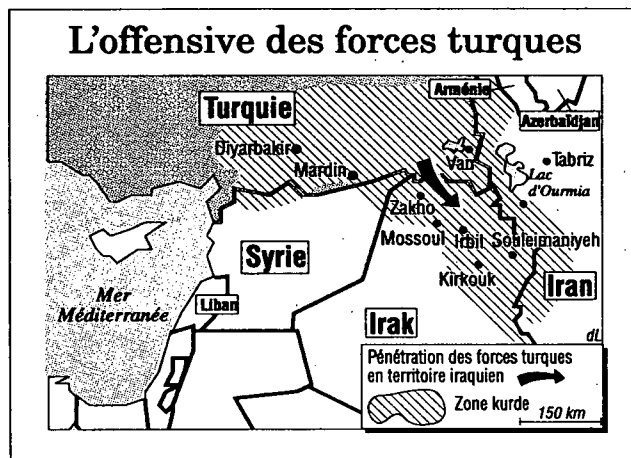 L'offensive des forces turques
Arménie
Turquie
Azerbaïdjan
Diyarbakir
Van
Tabriz
Mardin
Lac
d'Ourmia
Zakho
Mossoul
Irbil
Souleimaniyeh
Syrie
Kirkouk
Iran
Mer
Méditerranée
Liban
Irak
dL
Pénétration des forces turques
en territoire iraquien
Zone kurde
150 km